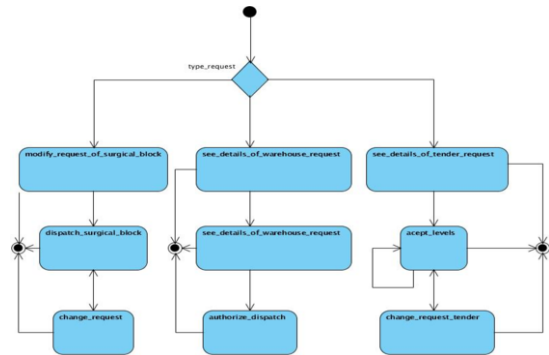 type_request
modify_request_of_surgical_block
see_details_of_warehouse_request
see_details_of_tender_request
dispatch_surgical_block
see_details_of_warehouse_request
acept_levels
change_request
authorize_dispatch
change_request_tender